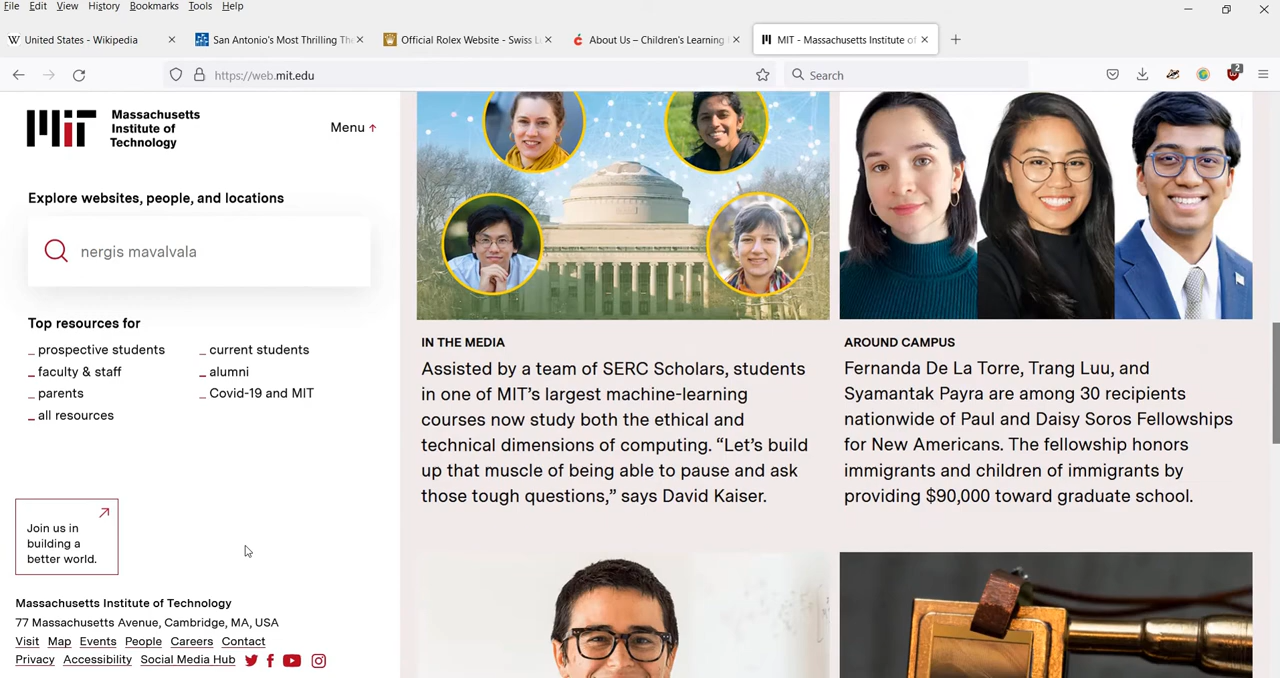 File Edit View History Bookmarks Tools Help
United States - Wikipedia
San Antonio's Most Thrilling The
Official Rolex Website - Swiss Lu
About Us – Children's Learning
MIT - Massachusetts Institute of
https://web.mit.edu
Search
2
Massachusetts
Institute of
Technology
Menu ↑
Explore websites, people, and locations
nergis mavalvala
Top resources for
prospective students
current students
faculty & staff
alumni
parents
Covid-19 and MIT
all resources
Join us in
building a
better world.
Massachusetts Institute of Technology
77 Massachusetts Avenue, Cambridge, MA, USA
Visit Map Events People Careers Contact
Privacy Accessibility Social Media Hub
IN THE MEDIA
Assisted by a team of SERC Scholars, students
in one of MIT's largest machine-learning
courses now study both the ethical and
technical dimensions of computing. “Let's build
up that muscle of being able to pause and ask
those tough questions,” says David Kaiser.
AROUND CAMPUS
Fernanda De La Torre, Trang Luu, and
Syamantak Payra are among 30 recipients
nationwide of Paul and Daisy Soros Fellowships
for New Americans. The fellowship honors
immigrants and children of immigrants by
providing $90,000 toward graduate school.